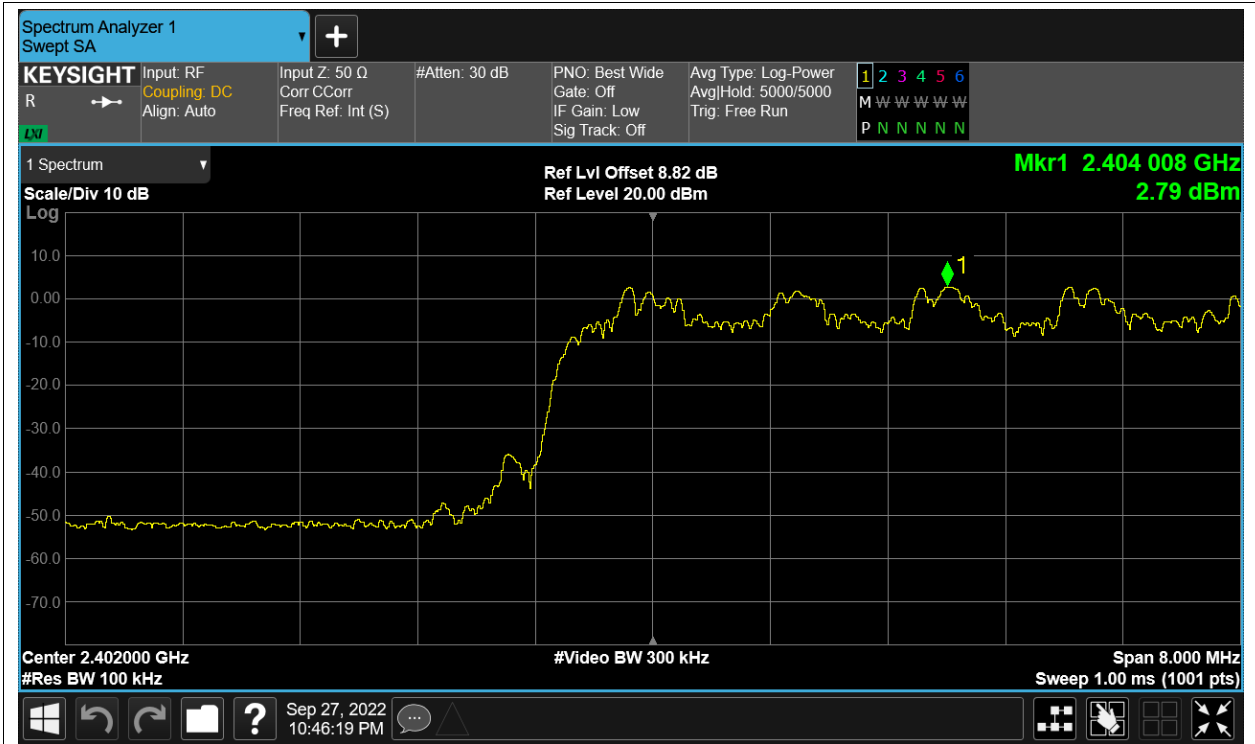 Spectrum Analyzer 1
Swept SA
KEYSIGHT
R
LXI
Input: RF
Coupling: DC
Align: Auto
Input Z: 50 Ω
Corr CCorr
Freq Ref: Int (S)
#Atten: 30 dB
PNO: Best Wide
Gate: Off
IF Gain: Low
Sig Track: Off
Avg Type: Log-Power
Avg|Hold: 5000/5000
Trig: Free Run
1 2 3 4 5 6
M W W W W W
P N N N N N
1 Spectrum
Scale/Div 10 dB
Log
Ref Lvl Offset 8.82 dB
Ref Level 20.00 dBm
Mkr1 2.404 008 GHz
2.79 dBm
1
10.0
0.00
-10.0
-20.0
-30.0
-40.0
-50.0
-60.0
-70.0
Center 2.402000 GHz
#Res BW 100 kHz
#Video BW 300 kHz
Span 8.000 MHz
Sweep 1.00 ms (1001 pts)
?
Sep 27, 2022
10:46:19 PM